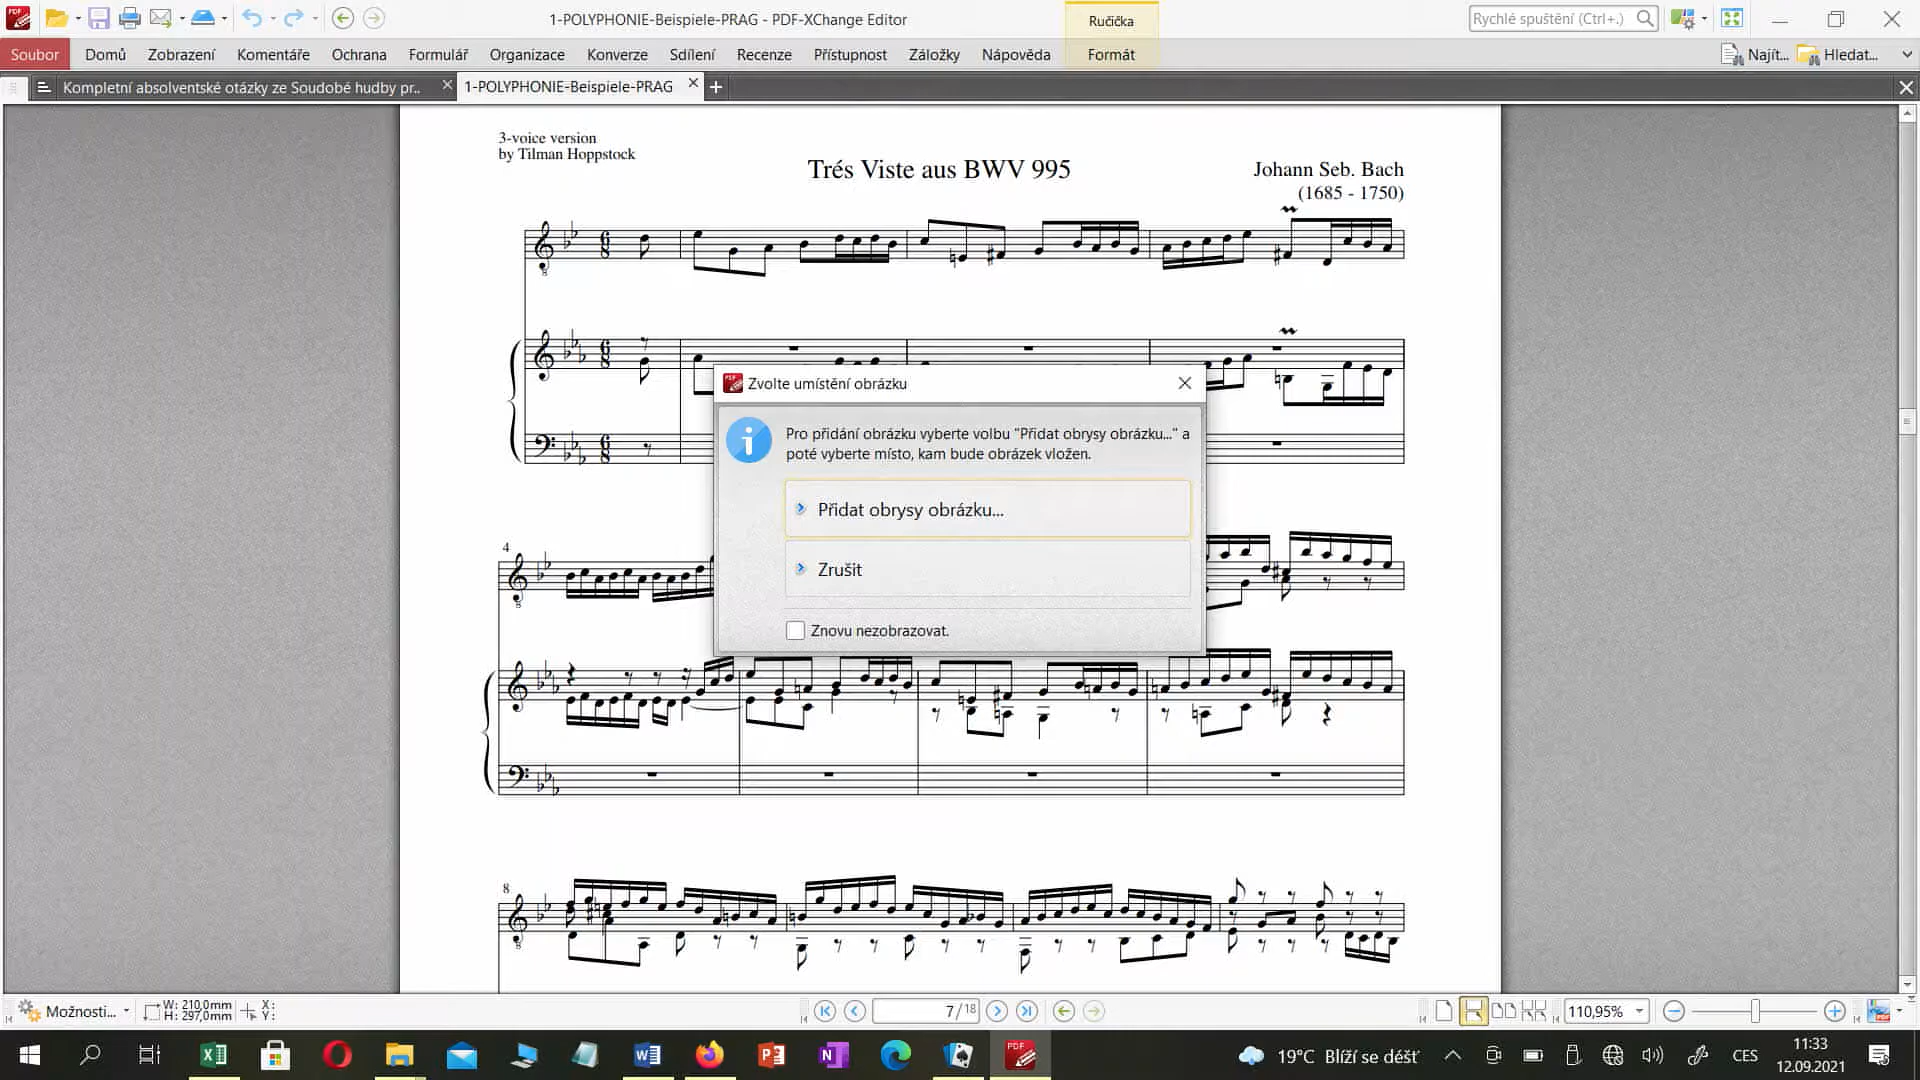 1-POLYPHONIE-Beispiele-PRAG - PDF-XChange Editor
Ručička
Rychlé spuštění (Ctrl+.)
Soubor Domů Zobrazení Komentáře Ochrana Formulář Organizace Konverze Sdílení Recenze Přístupnost Záložky Nápověda Formát Najít... Hledat...
Kompletní absolventské otázky ze Soudobé hudby pr.. 1-POLYPHONIE-Beispiele-PRAG
3-voice version
by Tilman Hoppstock
Trés Viste aus BWV 995
Johann Seb. Bach
(1685 - 1750)
Zvolte umístění obrázku
Pro přidání obrázku vyberte volbu "Přidat obrysy obrázku..." a
poté vyberte místo, kam bude obrázek vložen.
Přidat obrysy obrázku...
Zrušit
Znovu nezobrazovat.
4
8
Možnosti... W: 210,0mm X:
H: 297,0mm Y:
7 / 18
110,95%
19°C Blíží se déšť
CES
11:33
12.09.2021